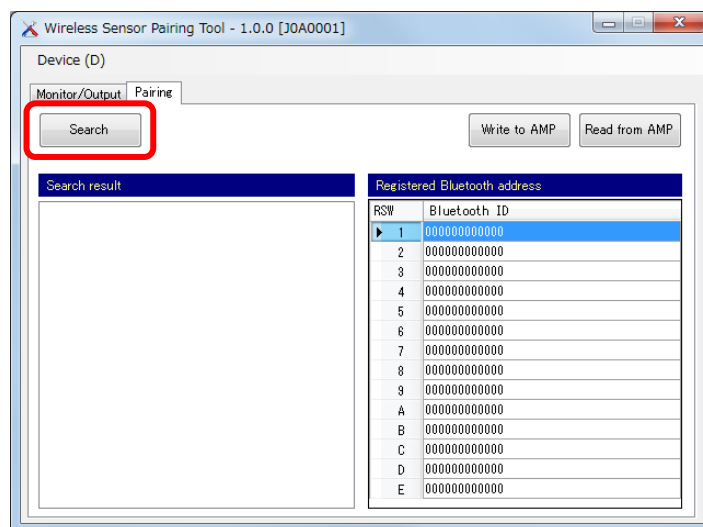 Wireless Sensor Pairing Tool - 1.0.0 [J0A0001]
Device (D)
Monitor/Output Pairing
Search Write to AMP Read from AMP
Search result Registered Bluetooth address
RSW Bluetooth ID
1 000000000000
2 000000000000
3 000000000000
4 000000000000
5 000000000000
6 000000000000
7 000000000000
8 000000000000
9 000000000000
A 000000000000
B 000000000000
C 000000000000
D 000000000000
E 000000000000